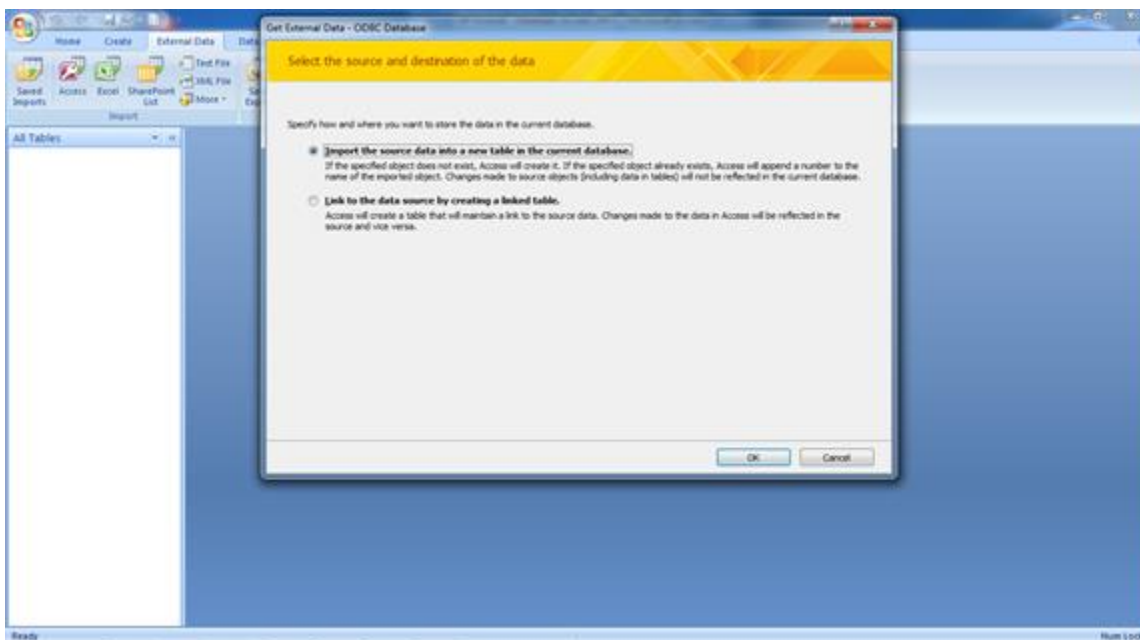 Get External Data - ODBC Database
Home Create External Data Data
Saved Imports
Access
Excel
SharePoint List
Text File
XML File
More
Import
All Tables
Select the source and destination of the data
Specify how and where you want to store the data in the current database.
Import the source data into a new table in the current database.
If the specified object does not exist, Access will create it. If the specified object already exists, Access will append a number to the
name of the imported object. Changes made to source objects (including data in tables) will not be reflected in the current database.
Link to the data source by creating a linked table.
Access will create a table that will maintain a link to the source data. Changes made to the data in Access will be reflected in the
source and vice versa.
OK Cancel
Ready
Num Lock